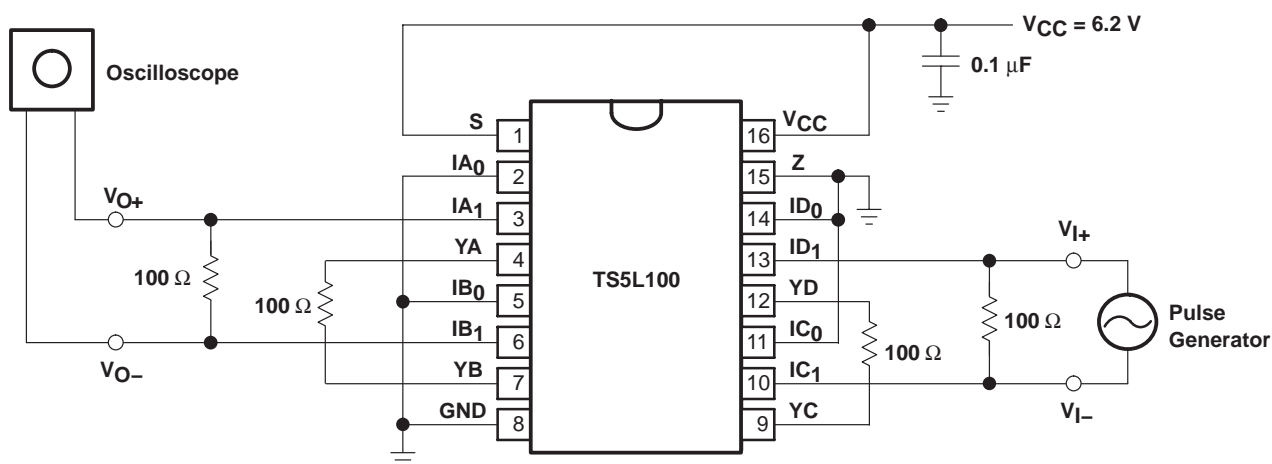 VCC = 6.2 V
0.1 μF
Oscilloscope
VO+
VO–
100 Ω
100 Ω
S
IA0
IA1
YA
IB0
IB1
YB
GND
1
2
3
4
5
6
7
8
TS5L100
16
15
14
13
12
11
10
9
VCC
Z
ID0
ID1
YD
IC0
IC1
YC
100 Ω
100 Ω
VI+
VI–
Pulse
Generator